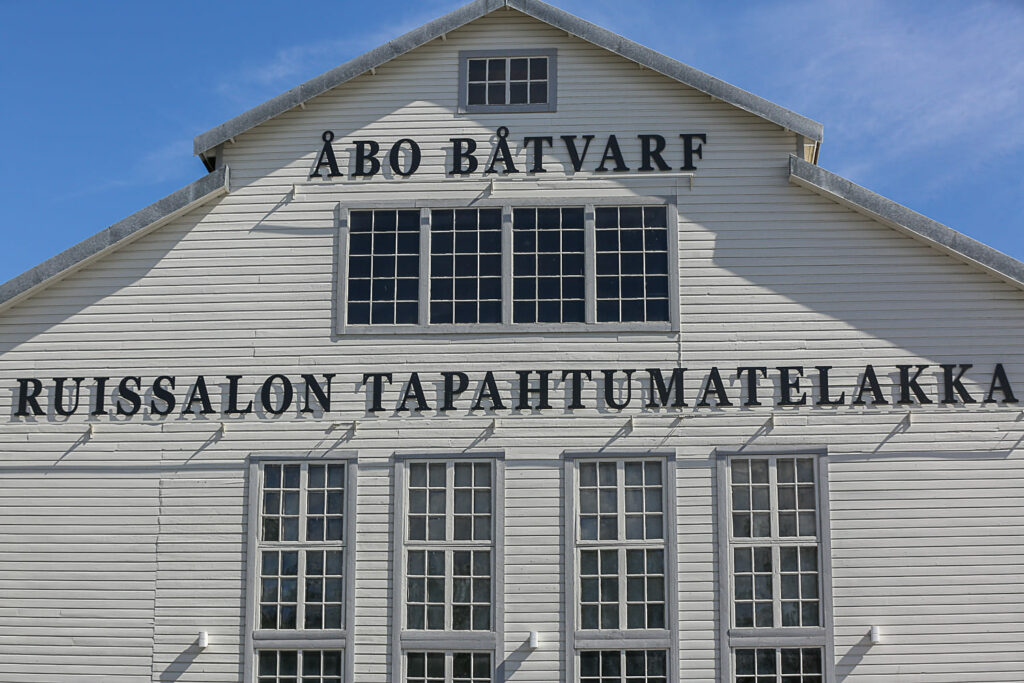 ÅBO BÅTVARF
RUISSALON TAPAHTUMATELAKKA